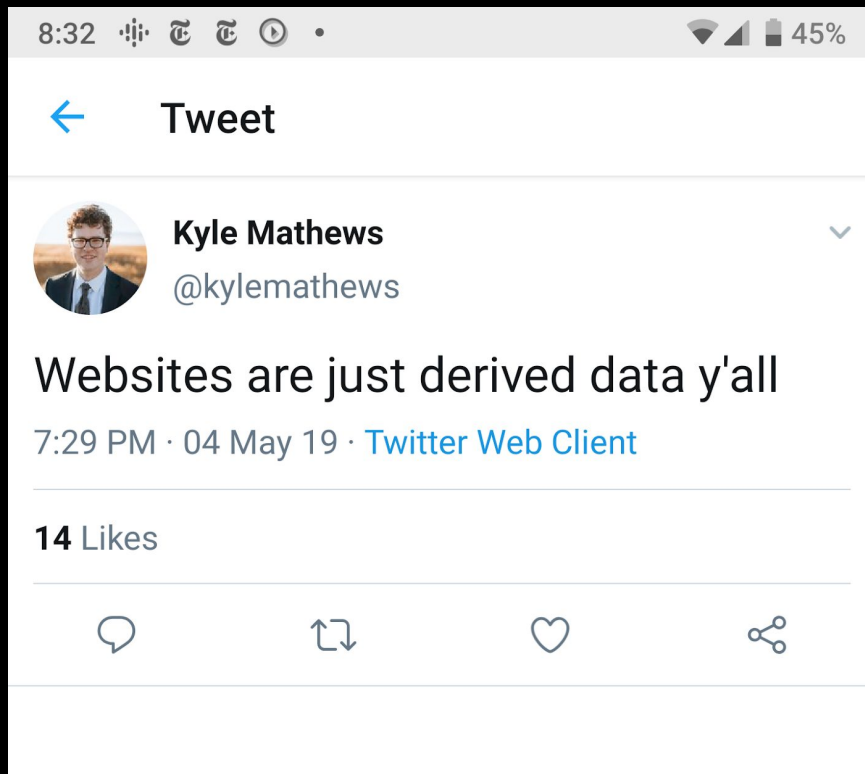 8:32 45%
Tweet
Kyle Mathews
@kylemathews
Websites are just derived data y'all
7:29 PM · 04 May 19 · Twitter Web Client
14 Likes